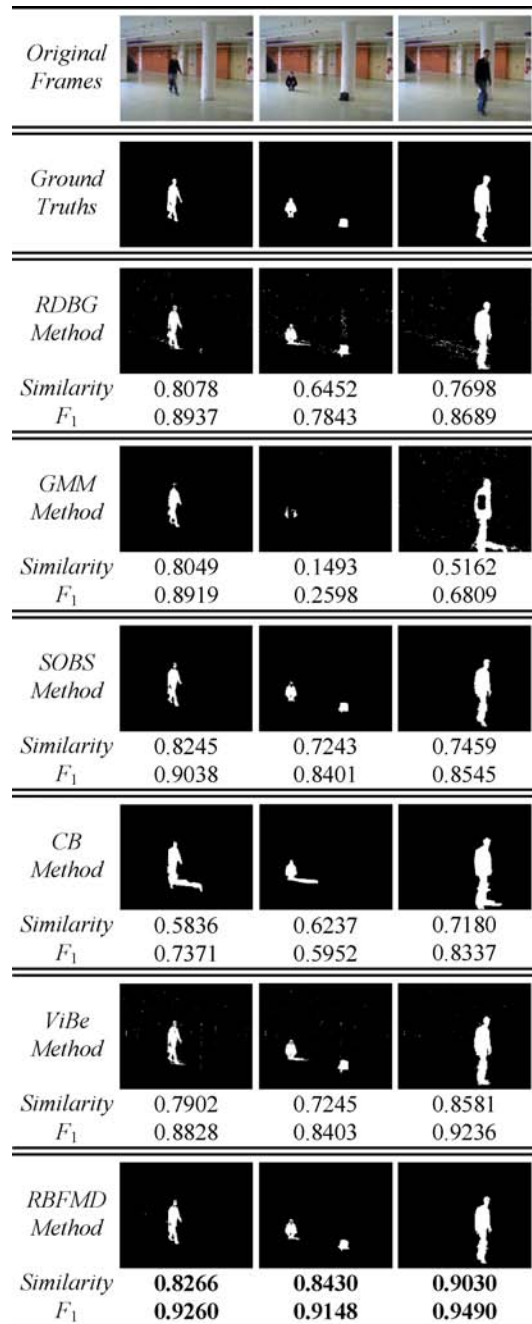 Original
Frames
Ground
Truths
RDBG
Method
Similarity 0.8078 0.6452 0.7698
F1 0.8937 0.7843 0.8689
GMM
Method
Similarity 0.8049 0.1493 0.5162
F1 0.8919 0.2598 0.6809
SOBS
Method
Similarity 0.8245 0.7243 0.7459
F1 0.9038 0.8401 0.8545
CB
Method
Similarity 0.5836 0.6237 0.7180
F1 0.7371 0.5952 0.8337
ViBe
Method
Similarity 0.7902 0.7245 0.8581
F1 0.8828 0.8403 0.9236
RBFMD
Method
Similarity 0.8266 0.8430 0.9030
F1 0.9260 0.9148 0.9490